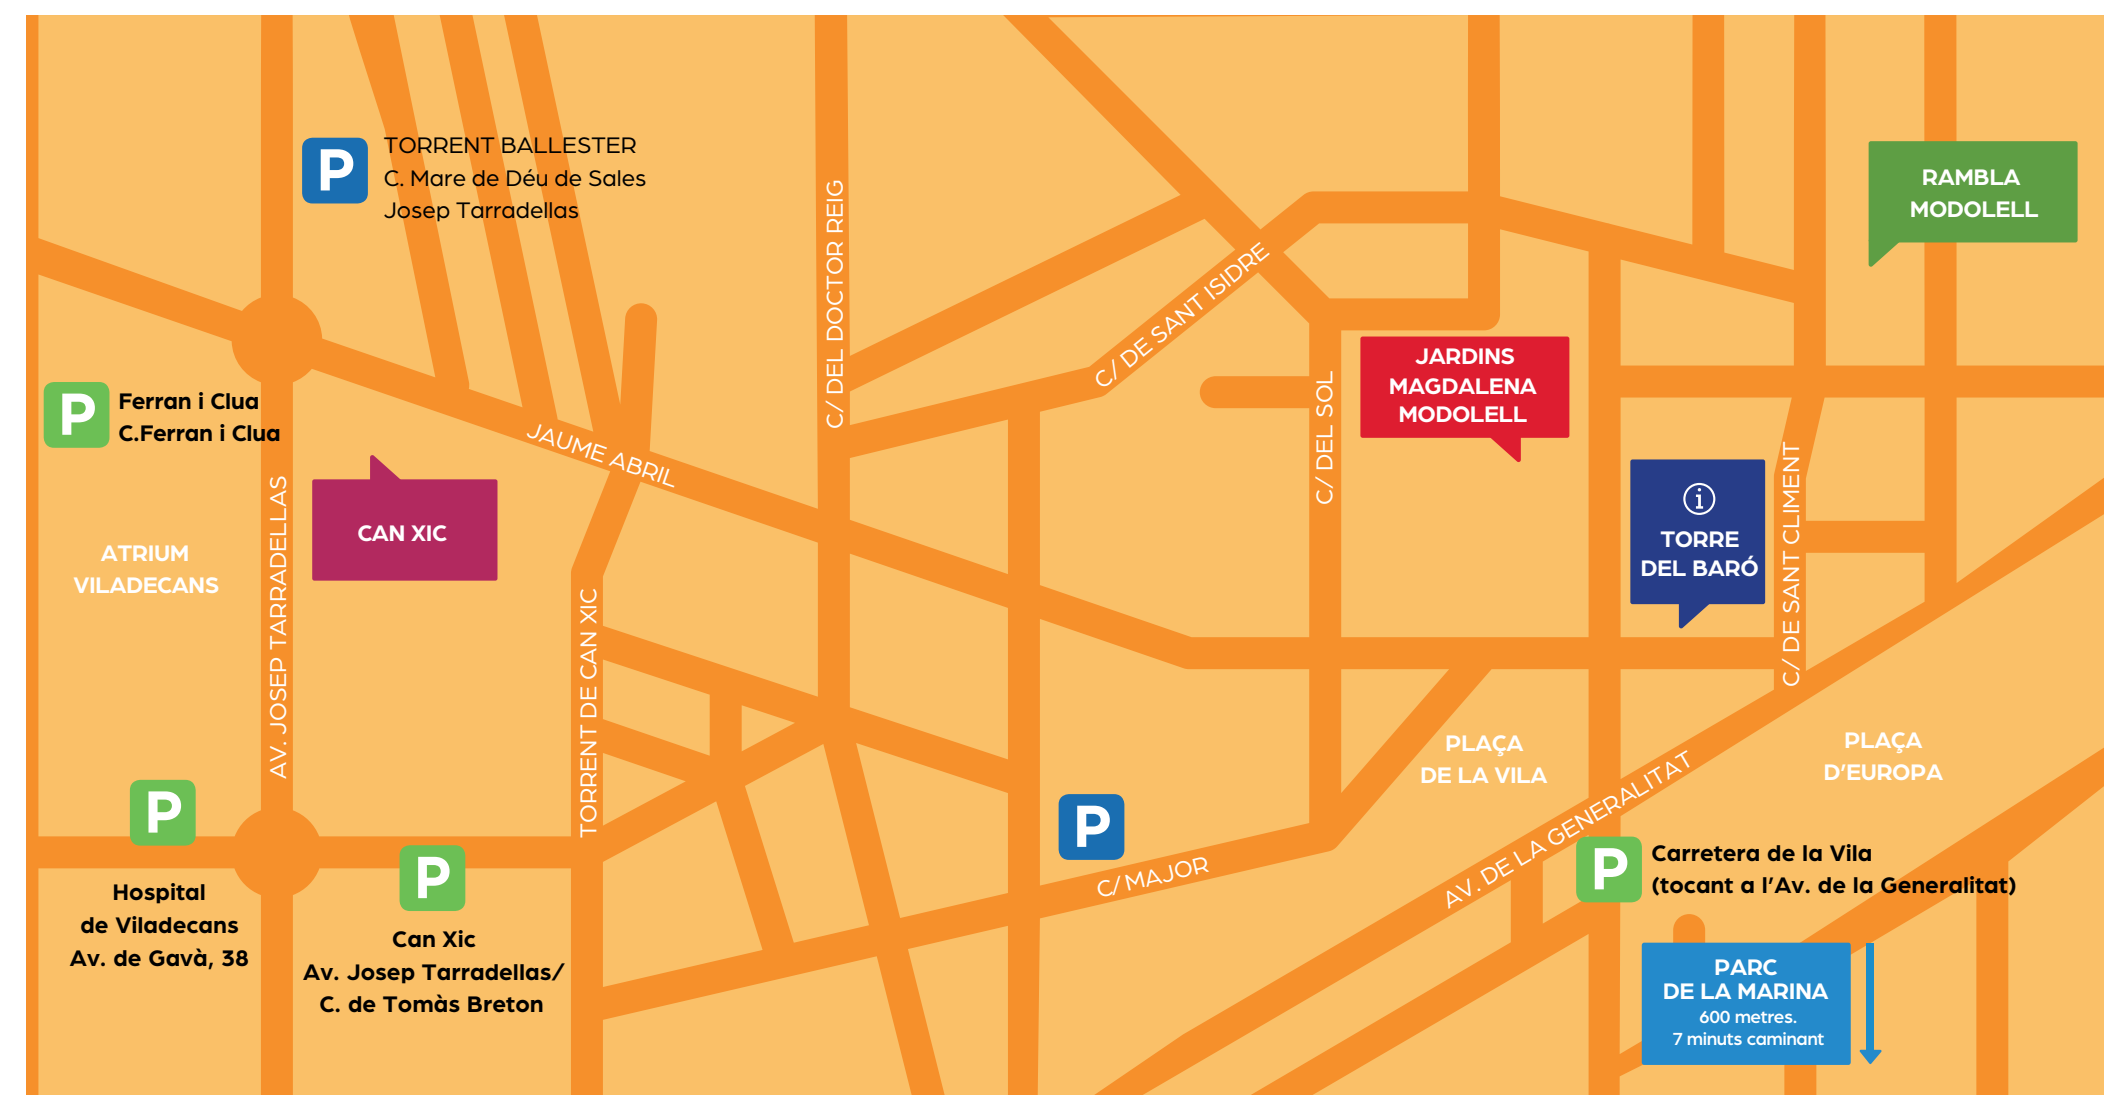 P
TORRENT BALLESTER
C. Mare de Déu de Sales
Josep Tarradellas
RAMBLA
MODOLELL
C/ DEL DOCTOR REIG
C/ DE SANT ISIDRE
P
Ferran i Clua
C.Ferran i Clua
JAUME ABRIL
JARDINS
MAGDALENA
MODOLELL
C/ DEL SOL
CAN XIC
ATRIUM
VILADECANS
AV. JOSEP TARRADELLAS
TORRENT DE CAN XIC
i
TORRE
DEL BARÓ
C/ DE SANT CLIMENT
PLAÇA
DE LA VILA
PLAÇA
D'EUROPA
AV. DE LA GENERALITAT
P
Hospital
de Viladecans
Av. de Gavà, 38
P
Can Xic
Av. Josep Tarradellas/
C. de Tomàs Breton
P
C/ MAJOR
P
Carretera de la Vila
(tocant a l'Av. de la Generalitat)
PARC
DE LA MARINA
600 metres.
7 minuts caminant